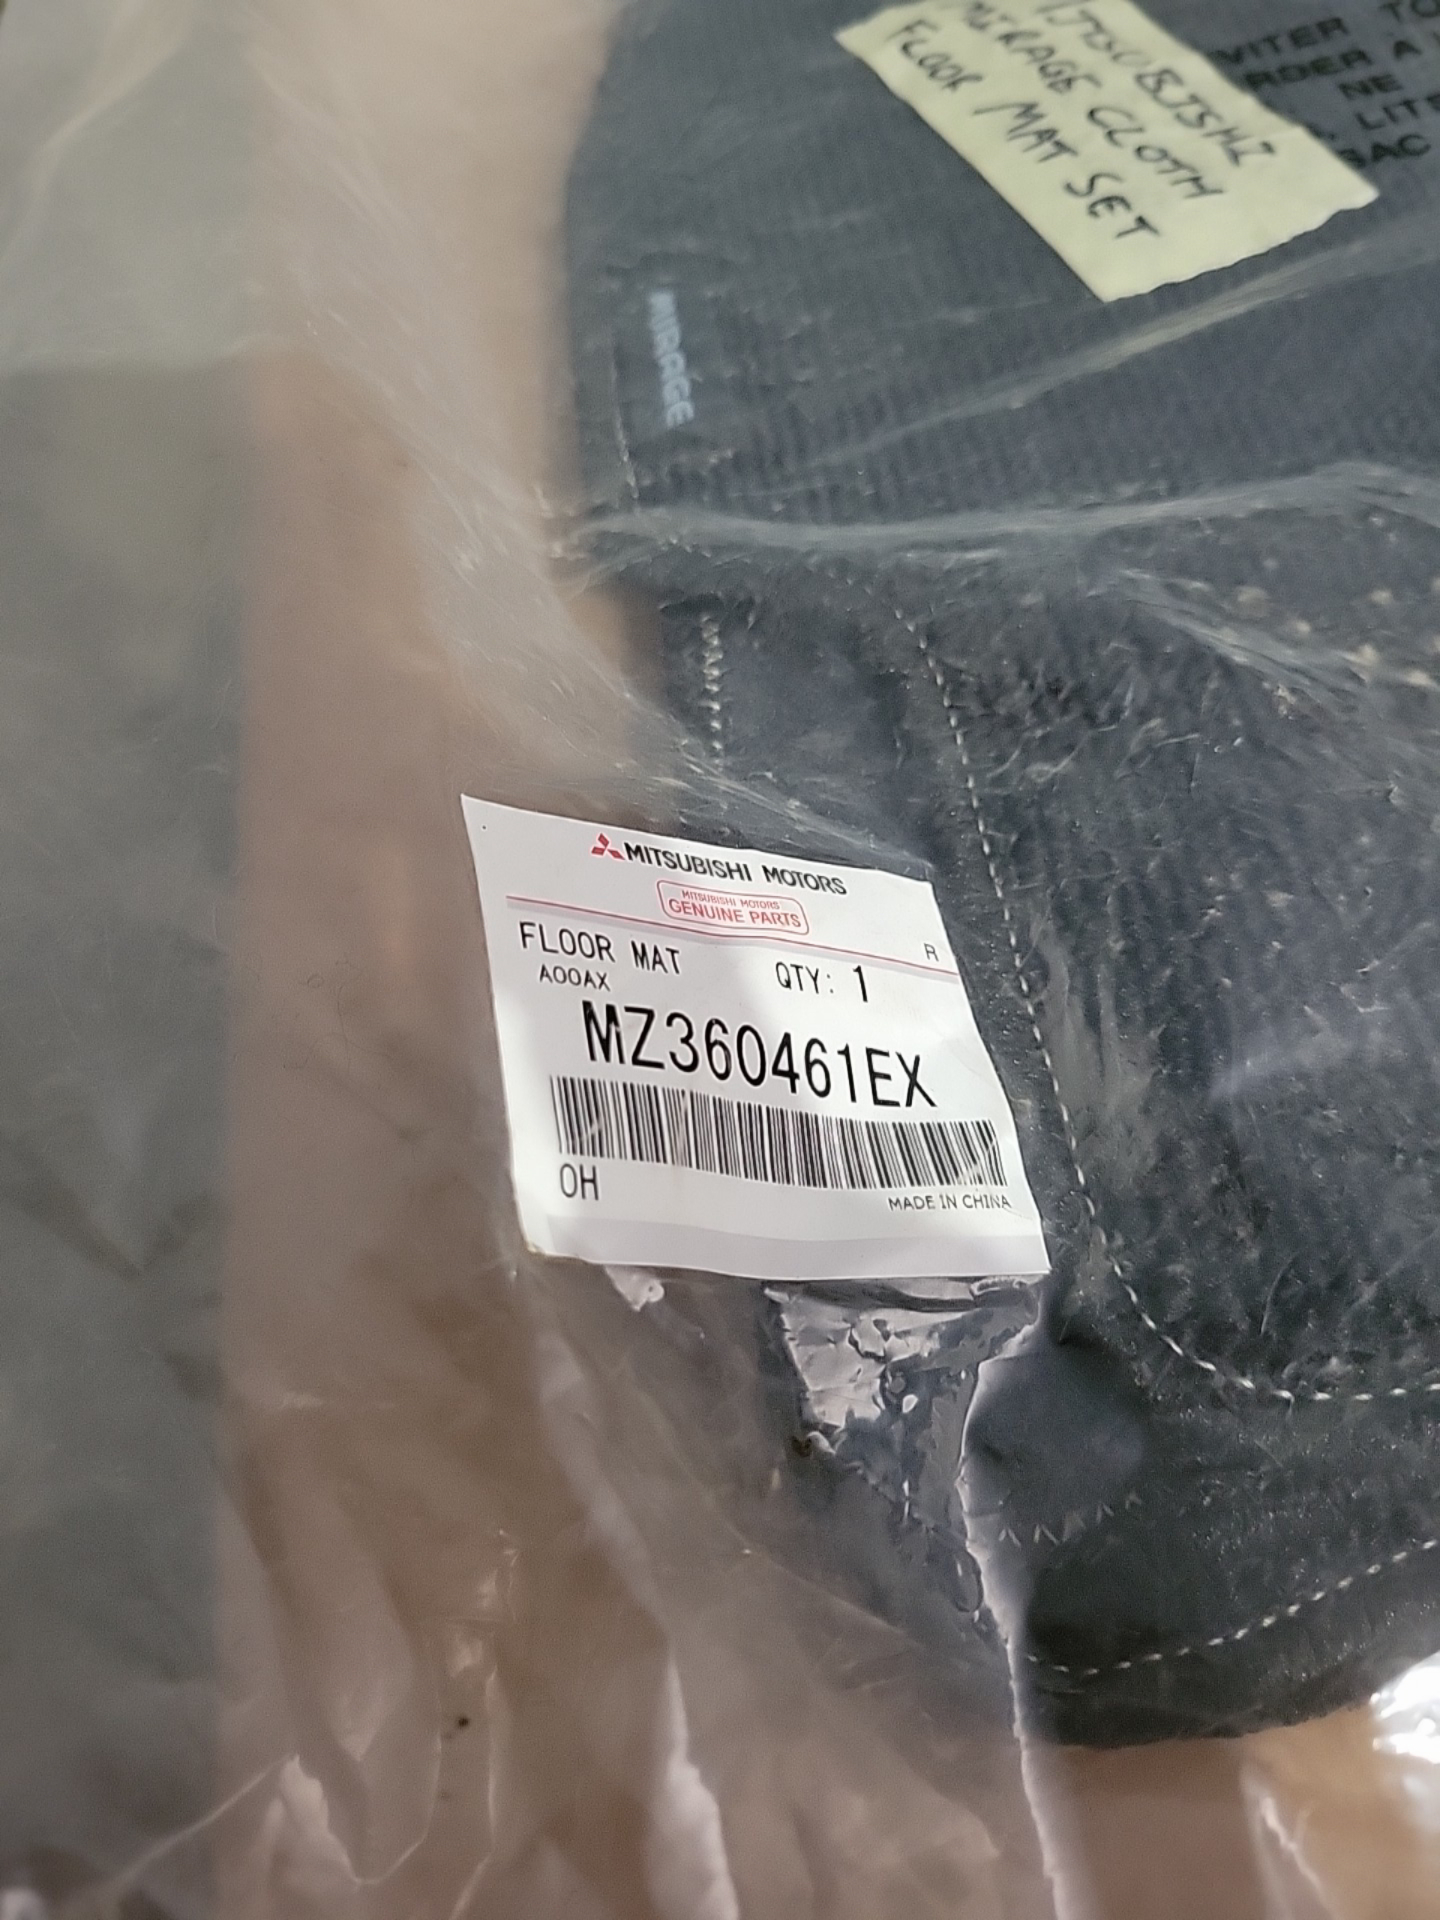 MIRAGE CLOTH
FLOOR MAT SET
MIRAGE
MITSUBISHI MOTORS
MITSUBISHI MOTORS
GENUINE PARTS
R
FLOOR MAT
QTY: 1
A00AX
MZ360461EX
OH
MADE IN CHINA